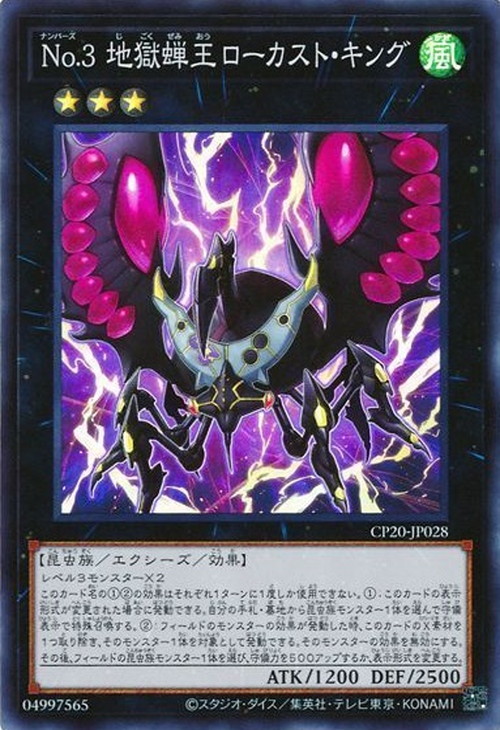 ナンバーズ じごくぜみおう
No.3 地獄蝉王ローカスト・キング 風
CP20-JP028
【昆虫族/エクシーズ/効果】
レベル3モンスター×2
このカード名の①②の効果はそれぞれ1ターンに1度しか使用できない。①:このカードの表示
形式が変更された場合に発動できる。自分の手札・墓地から昆虫族モンスター1体を選んで守備
表示で特殊召喚する。②:フィールドのモンスターの効果が発動した時、このカードのX素材を
1つ取り除き、そのモンスター1体を対象として発動できる。そのモンスターの効果を無効にする。
その後、フィールドの昆虫族モンスター1体を選び、守備力を500アップするか、表示形式を変更する。
ATK/1200 DEF/2500
04997565 ©スタジオ・ダイス/集英社・テレビ東京・KONAMI